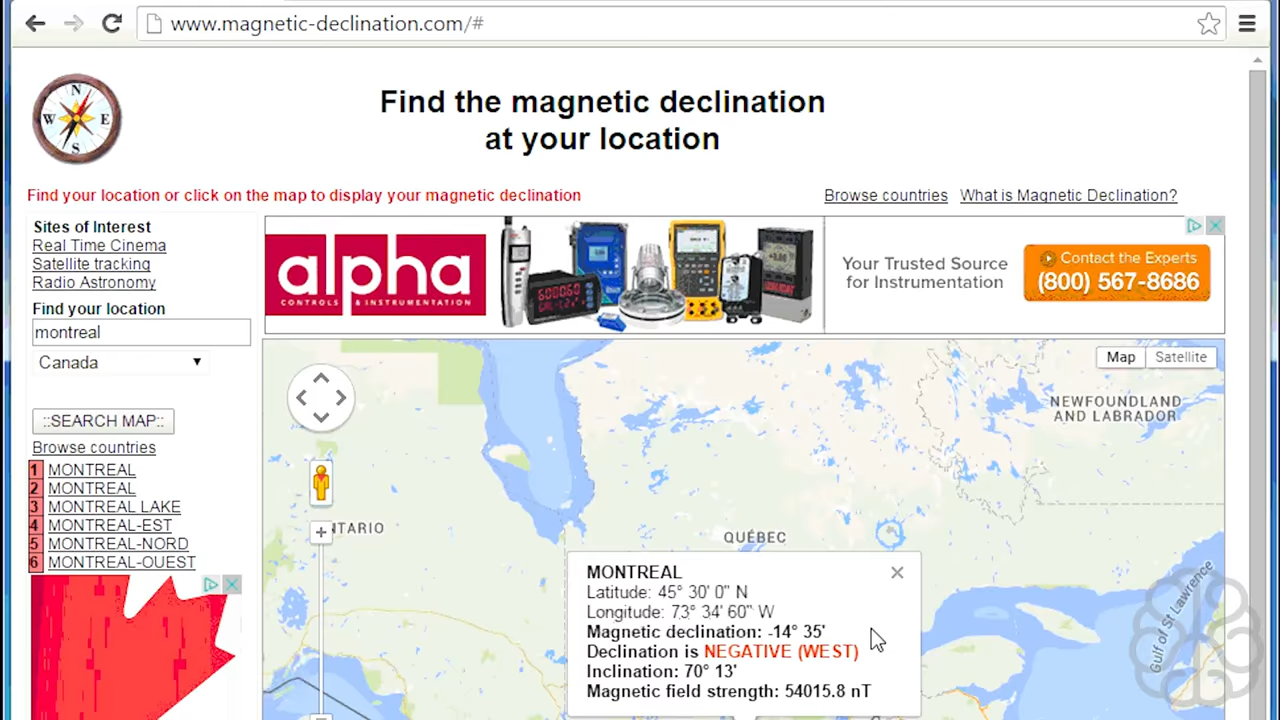 www.magnetic-declination.com/#
N
W E
S
Find the magnetic declination
at your location
Find your location or click on the map to display your magnetic declination
Browse countries What is Magnetic Declination?
Sites of Interest
Real Time Cinema
Satellite tracking
Radio Astronomy
Find your location
montreal
Canada
::SEARCH MAP::
Browse countries
1 MONTREAL
2 MONTREAL
3 MONTREAL LAKE
4 MONTREAL-EST
5 MONTREAL-NORD
6 MONTREAL-OUEST
alpha
CONTROLS & INSTRUMENTATION
Your Trusted Source
for Instrumentation
Contact the Experts
(800) 567-8686
Map Satellite
NEWFOUNDLAND
AND LABRADOR
NTARIO
QUÉBEC
Gulf of St Lawrence
MONTREAL
Latitude: 45° 30' 0" N
Longitude: 73° 34' 60" W
Magnetic declination: -14° 35'
Declination is NEGATIVE (WEST)
Inclination: 70° 13'
Magnetic field strength: 54015.8 nT